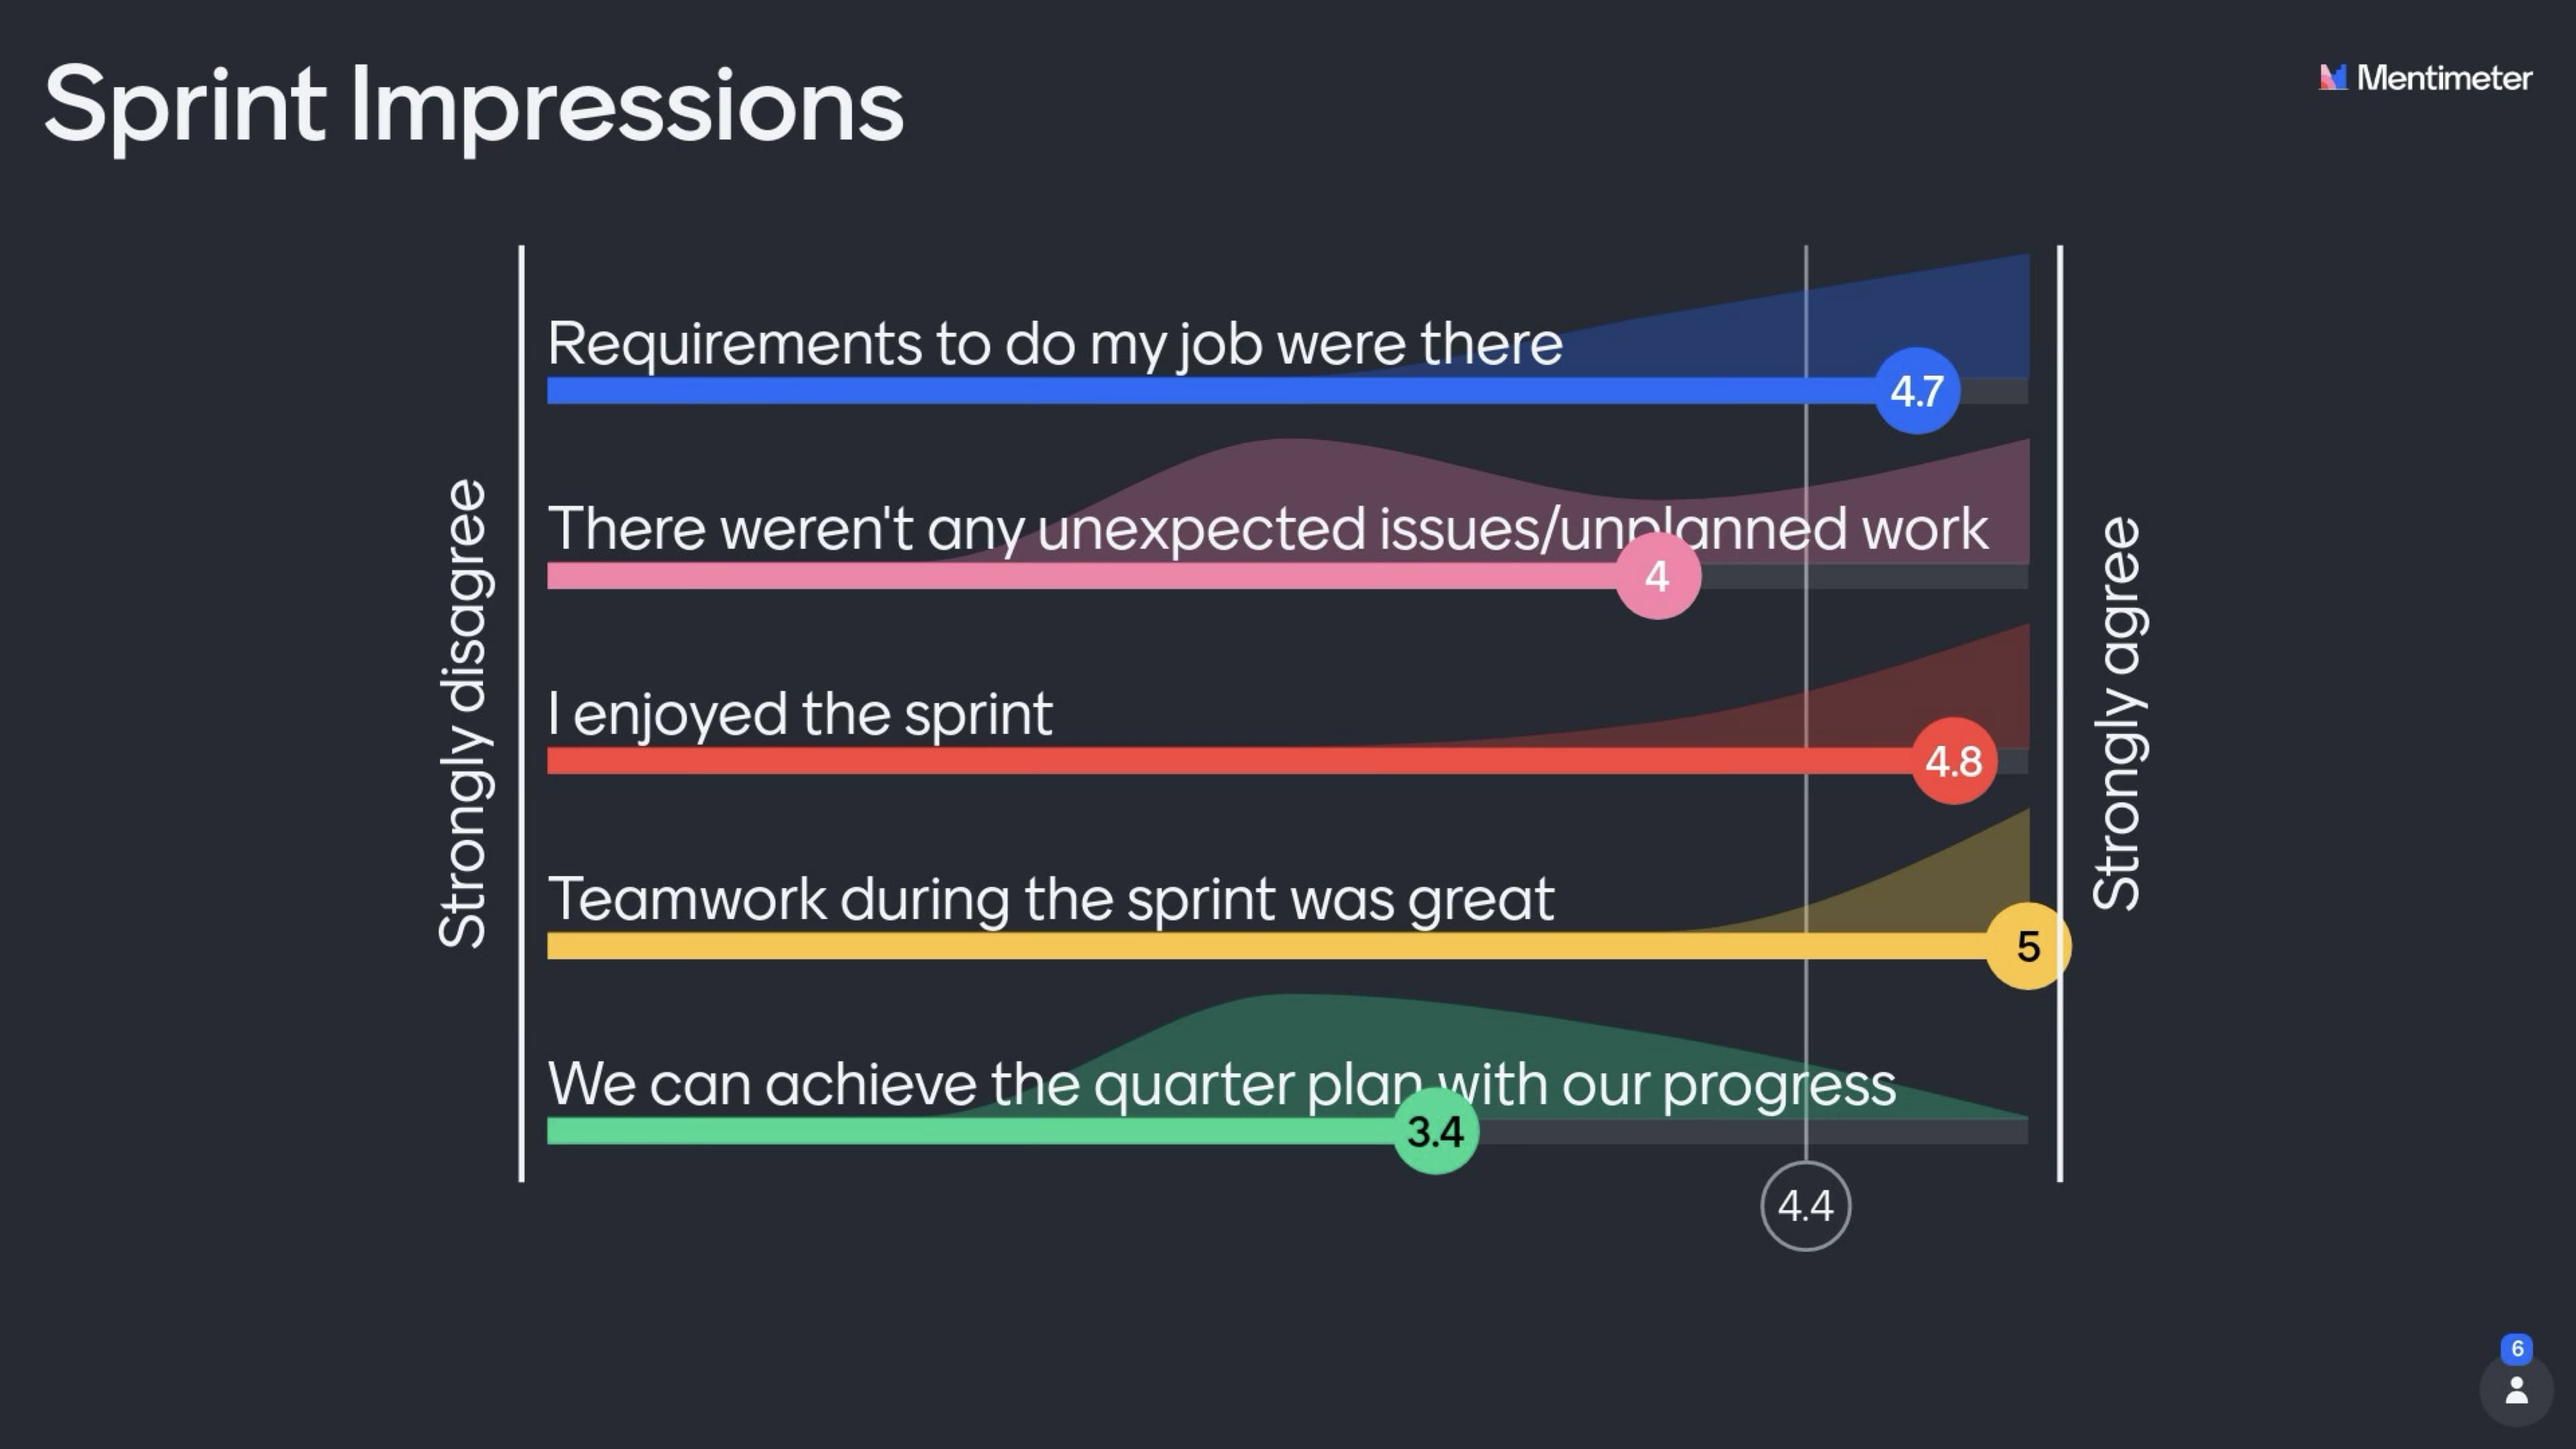 Sprint Impressions
Mentimeter
Strongly disagree
Requirements to do my job were there
4.7
There weren't any unexpected issues/unplanned work
4
I enjoyed the sprint
4.8
Teamwork during the sprint was great
5
We can achieve the quarter plan with our progress
3.4
4.4
Strongly agree
6